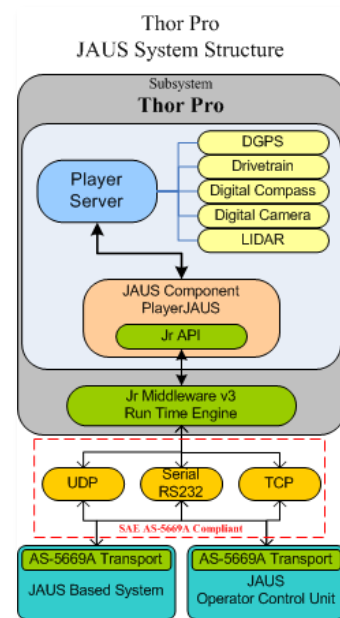 Thor Pro
JAUS System Structure
Subsystem
Thor Pro
Player
Server
DGPS
Drivetrain
Digital Compass
Digital Camera
LIDAR
JAUS Component
PlayerJAUS
Jr API
Jr Middleware v3
Run Time Engine
UDP
Serial
RS232
TCP
SAE AS-5669A Compliant
AS-5669A Transport
JAUS Based System
AS-5669A Transport
JAUS
Operator Control Unit